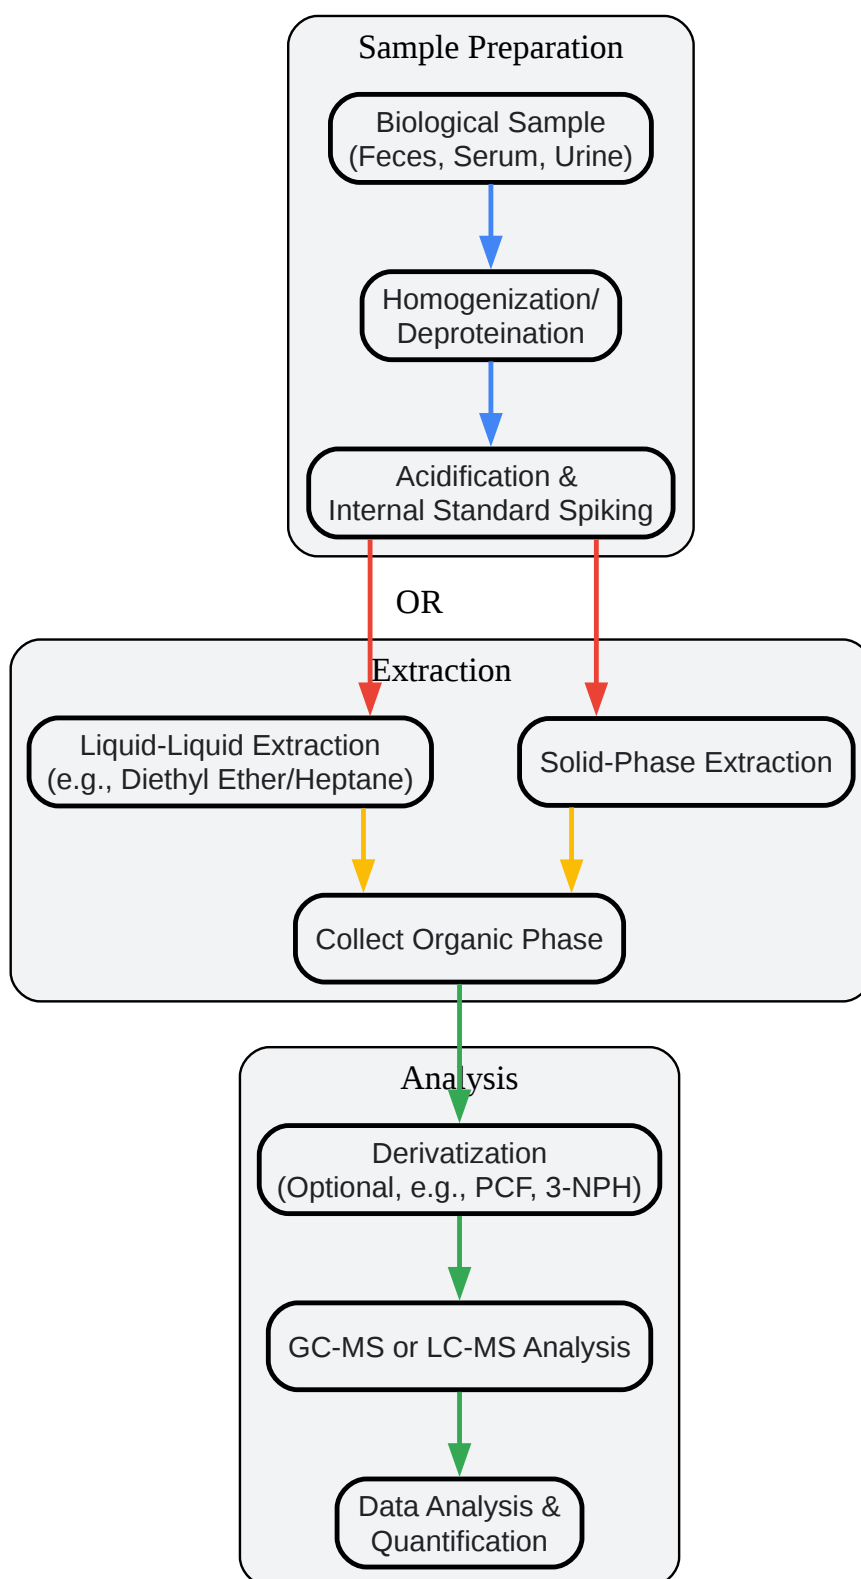 Sample Preparation
Biological Sample
(Feces, Serum, Urine)
Homogenization/
Deproteination
Acidification &
Internal Standard Spiking
OR
Extraction
Liquid-Liquid Extraction
(e.g., Diethyl Ether/Heptane)
Solid-Phase Extraction
Collect Organic Phase
Analysis
Derivatization
(Optional, e.g., PCF, 3-NPH)
GC-MS or LC-MS Analysis
Data Analysis &
Quantification